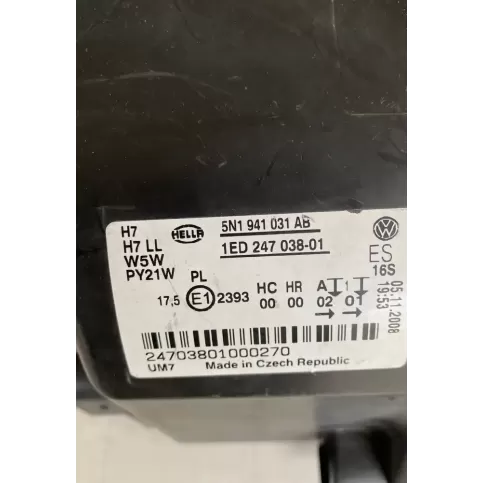 H7
H7 LL
W5W
PY21W
HELLA
5N1 941 031 AB
1ED 247 038-01
ES
16S
PL
17,5 E1 2393
HC HR A 1
00 00 02 01
05.11.2008
19:53
24703801000270
UM7 Made in Czech Republic